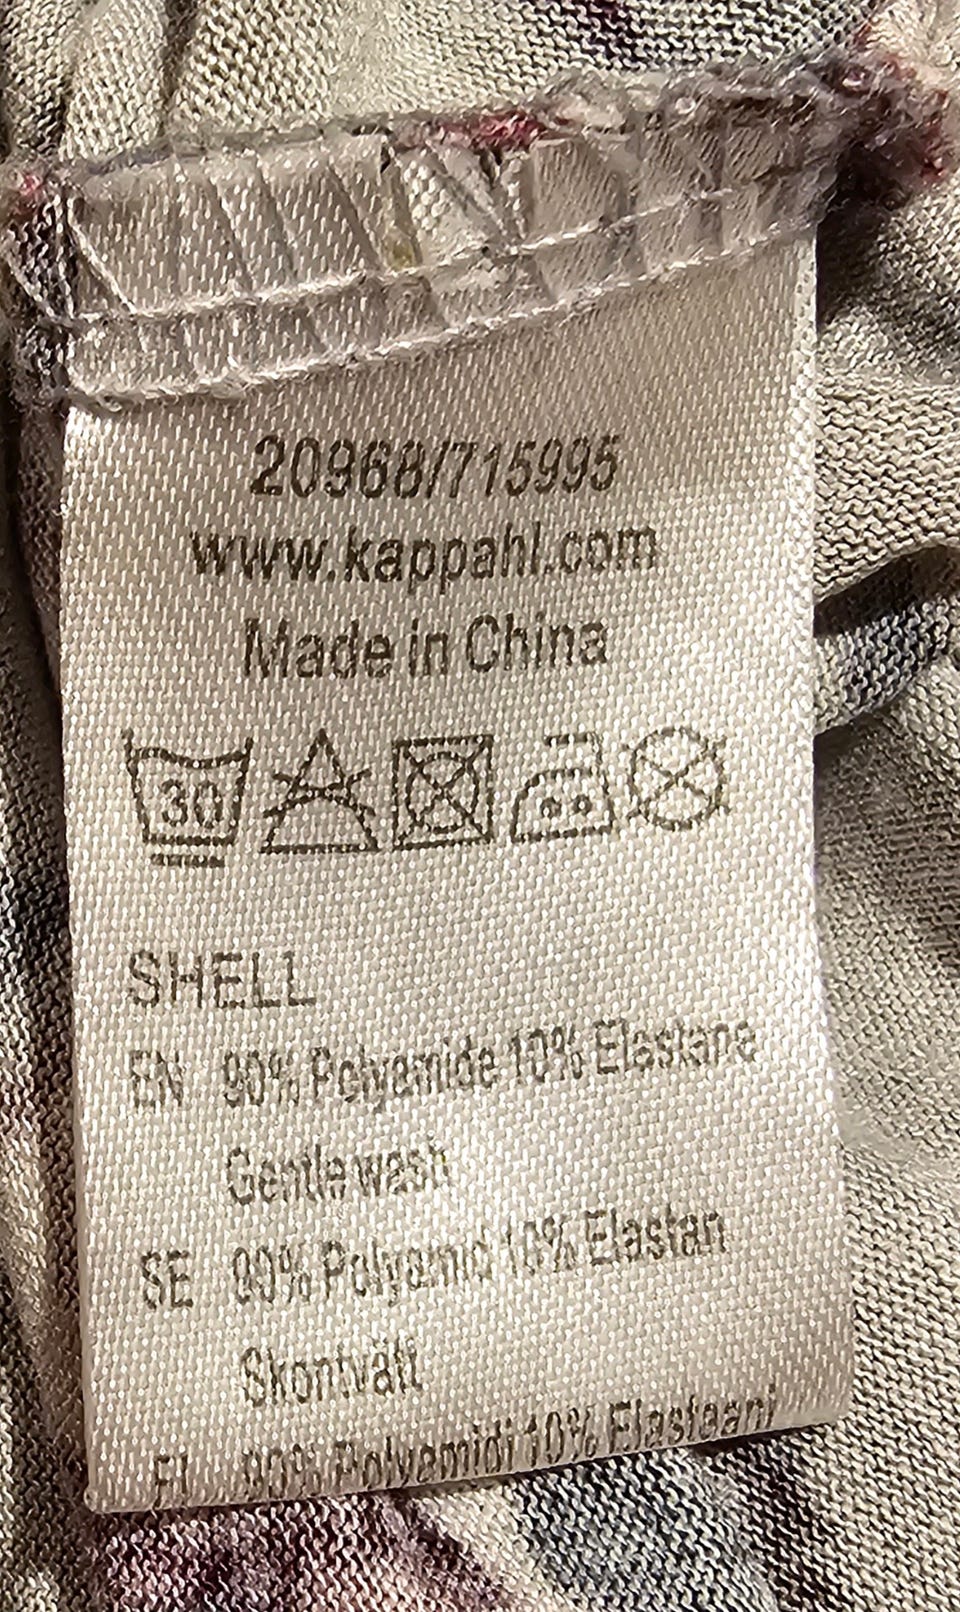 20968/715995
www.kappahl.com
Made in China
30
SHELL
EN 90% Polyamide 10% Elastane
Gentle wash
SE 90% Polyamid 10% Elastan
Skontvätt
FI 90% Polyamidi 10% Elastaani